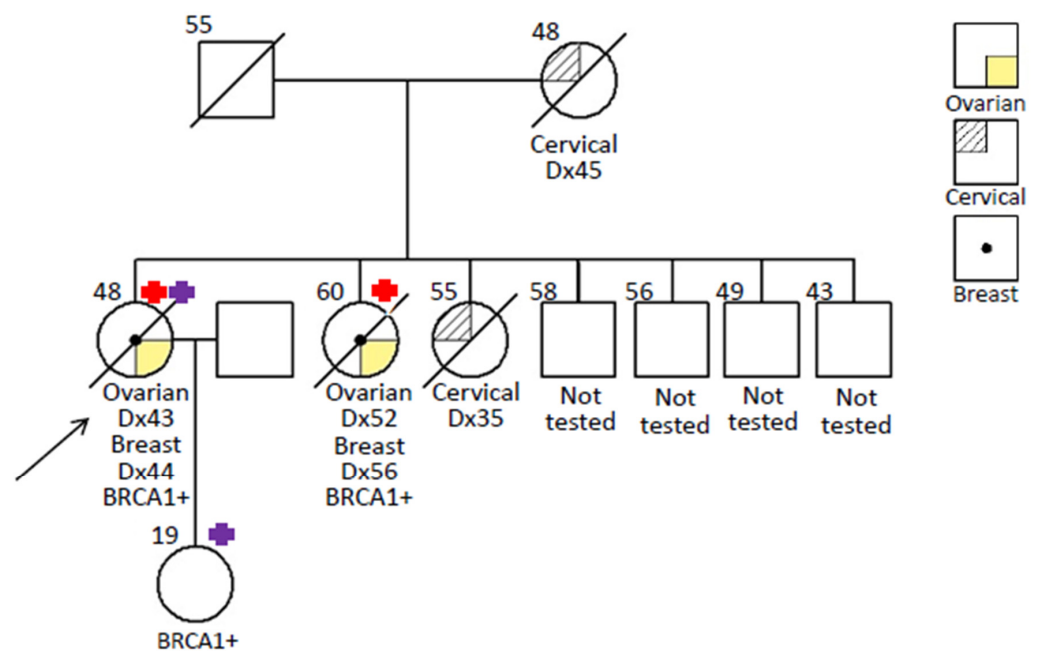 55
48
Cervical
Dx45
Ovarian
Cervical
Breast
48
60
55
58
56
49
43
Ovarian
Dx43
Breast
Dx44
BRCA1+
Ovarian
Dx52
Breast
Dx56
BRCA1+
Cervical
Dx35
Not
tested
Not
tested
Not
tested
Not
tested
19
BRCA1+